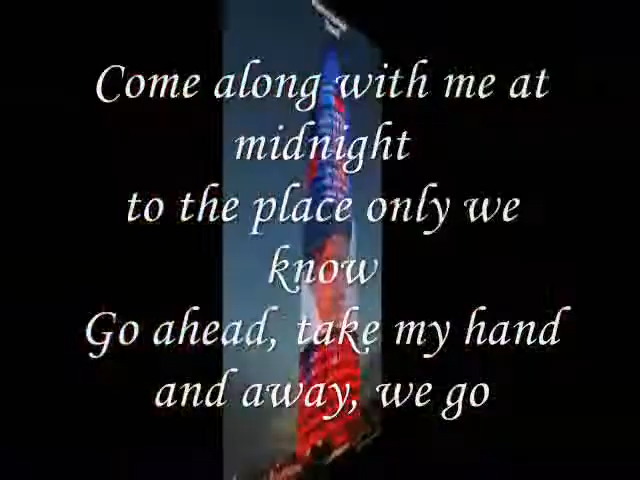 Come along with me at
midnight
to the place only we
know
Go ahead, take my hand
and away, we go